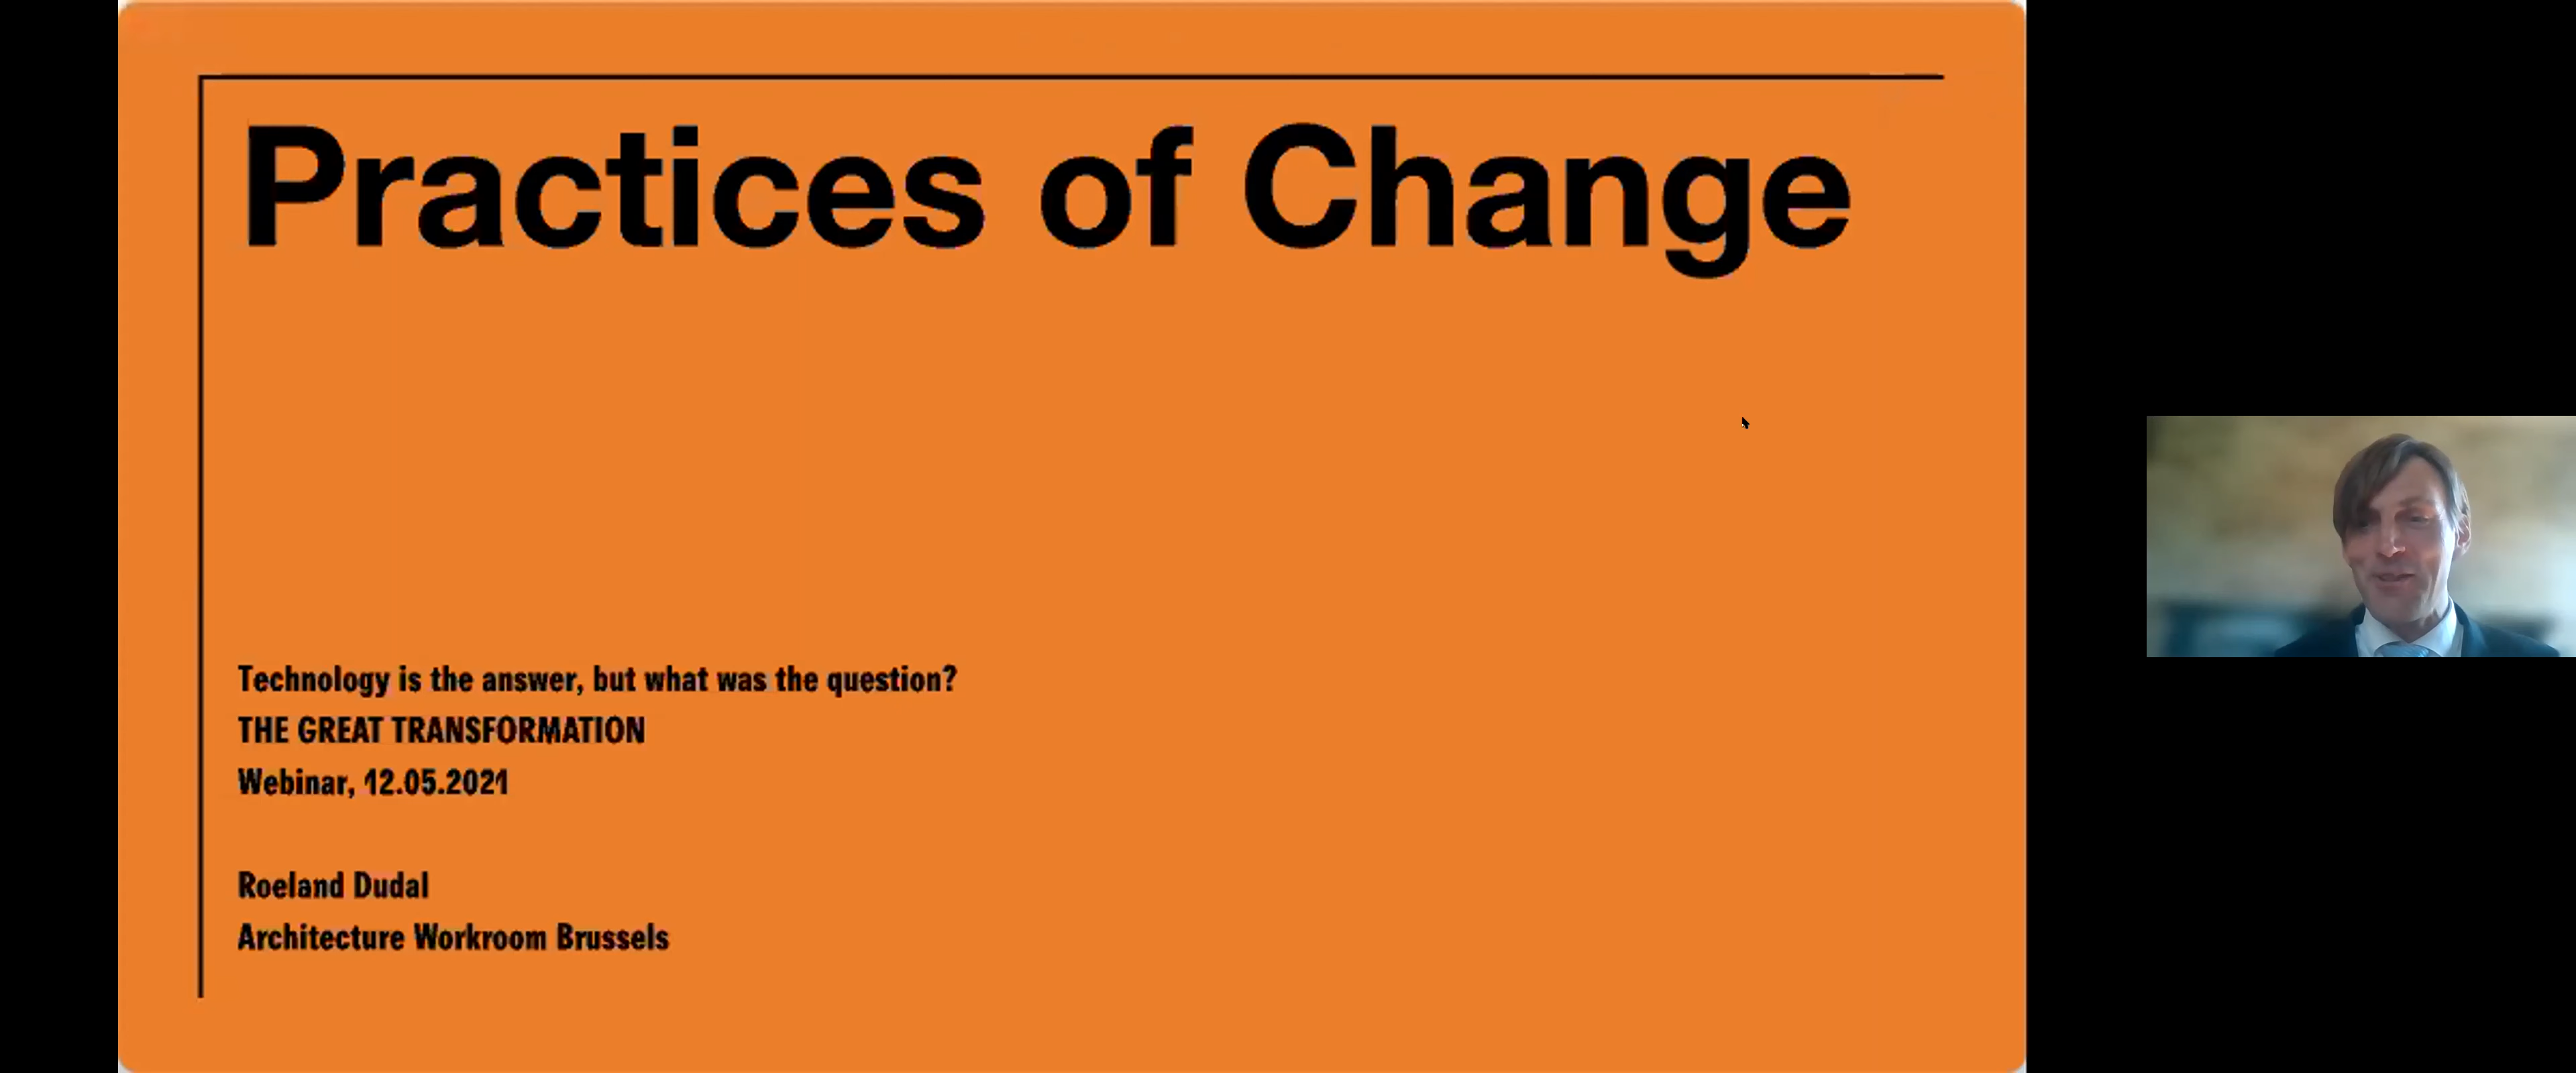 Practices of Change
Technology is the answer, but what was the question?
THE GREAT TRANSFORMATION
Webinar, 12.05.2021
Roeland Dudal
Architecture Workroom Brussels